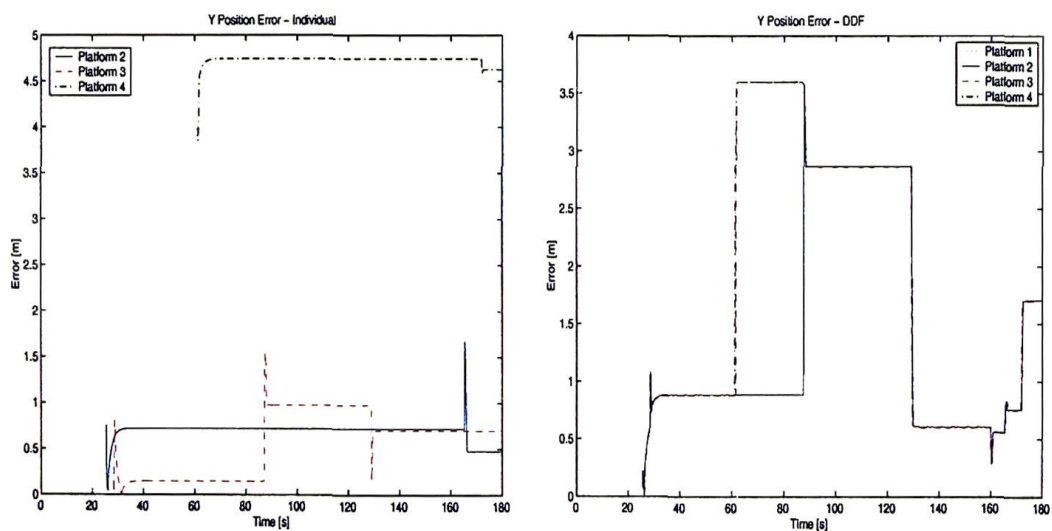 Y Position Error – Individual
5
4.5
4
3.5
3
2.5
2
1.5
1
0.5
0
Error [m]
Platform 2
Platform 3
Platform 4
0 20 40 60 80 100 120 140 160 180
Time [s]
Y Position Error – DDF
4
3.5
3
2.5
2
1.5
1
0.5
0
Error [m]
Platform 1
Platform 2
Platform 3
Platform 4
0 20 40 60 80 100 120 140 160 180
Time [s]